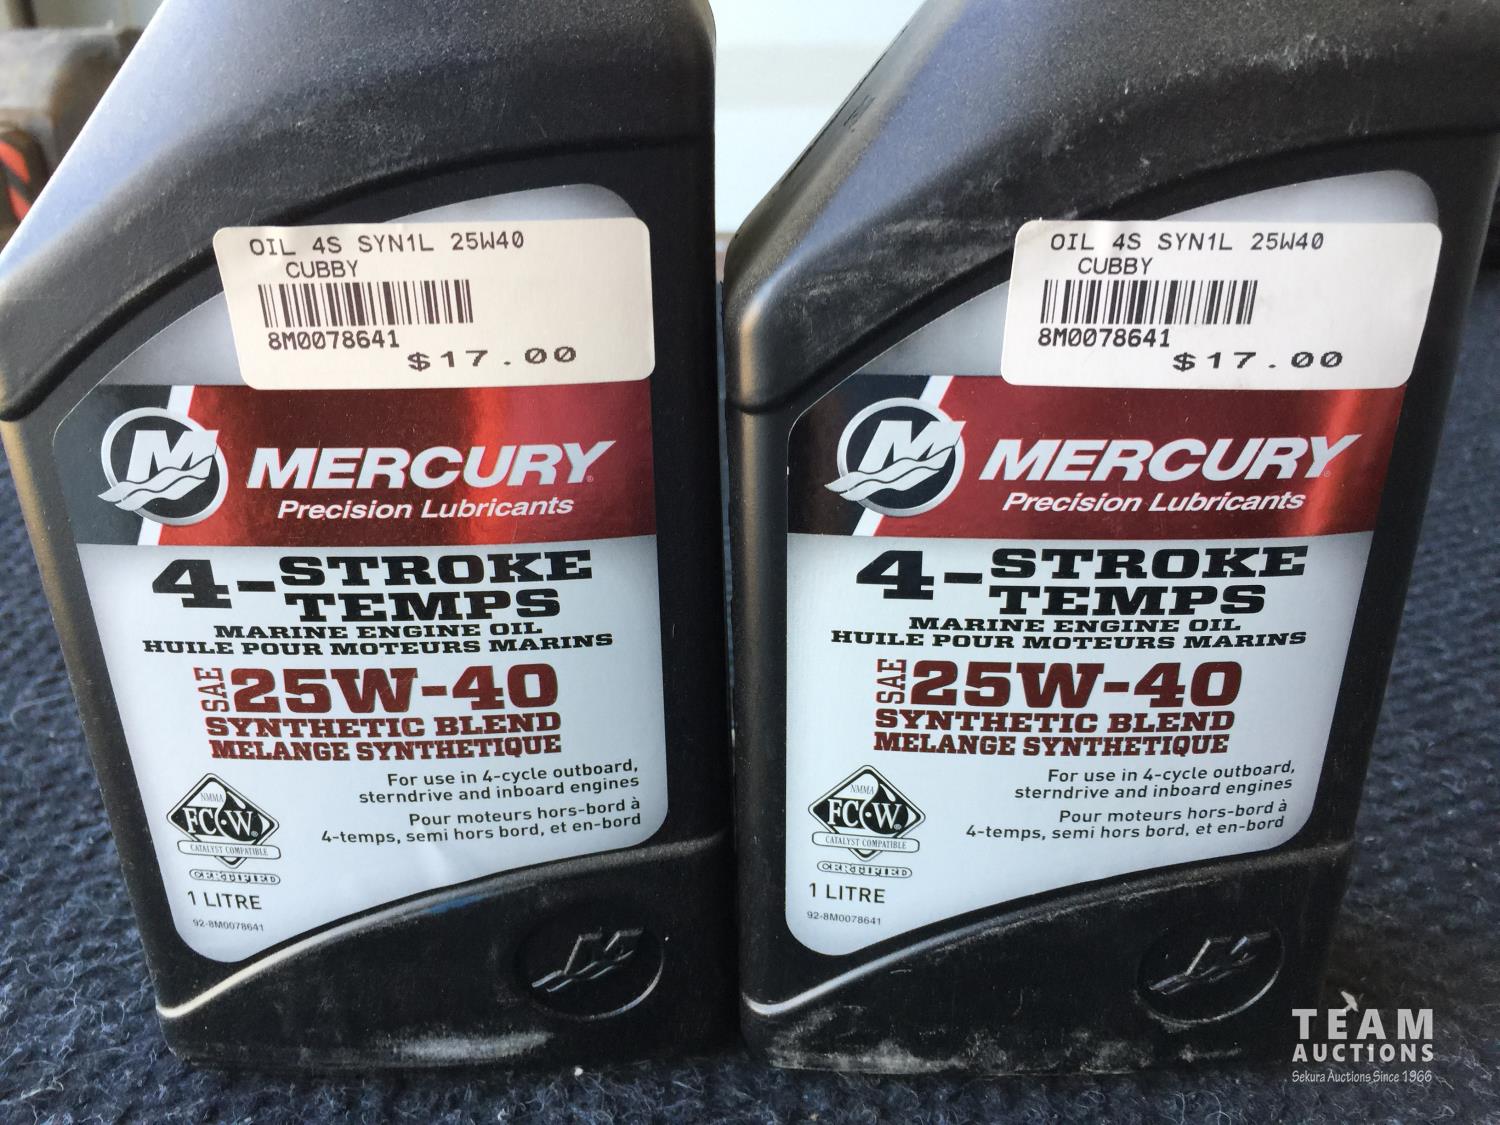 OIL 4S SYN1L 25W40
CUBBY
8M0078641
$17.00
M
MERCURY
Precision Lubricants
4-STROKE
TEMPS
MARINE ENGINE OIL
HUILE POUR MOTEURS MARINS
SAE 25W-40
SYNTHETIC BLEND
MELANGE SYNTHETIQUE
For use in 4-cycle outboard,
sterndrive and inboard engines
Pour moteurs hors-bord à
4-temps, semi hors bord, et en-bord
NMMA
FC-W®
CATALYST COMPATIBLE
CERTIFIED
1 LITRE
92-8M0078641
OIL 4S SYN1L 25W40
CUBBY
8M0078641
$17.00
M
MERCURY
Precision Lubricants
4-STROKE
TEMPS
MARINE ENGINE OIL
HUILE POUR MOTEURS MARINS
SAE 25W-40
SYNTHETIC BLEND
MELANGE SYNTHETIQUE
For use in 4-cycle outboard,
sterndrive and inboard engines
Pour moteurs hors-bord à
4-temps, semi hors bord, et en-bord
NMMA
FC-W®
CATALYST COMPATIBLE
CERTIFIED
1 LITRE
92-8M0078641
TEAM
AUCTIONS
Sekura Auctions Since 1966